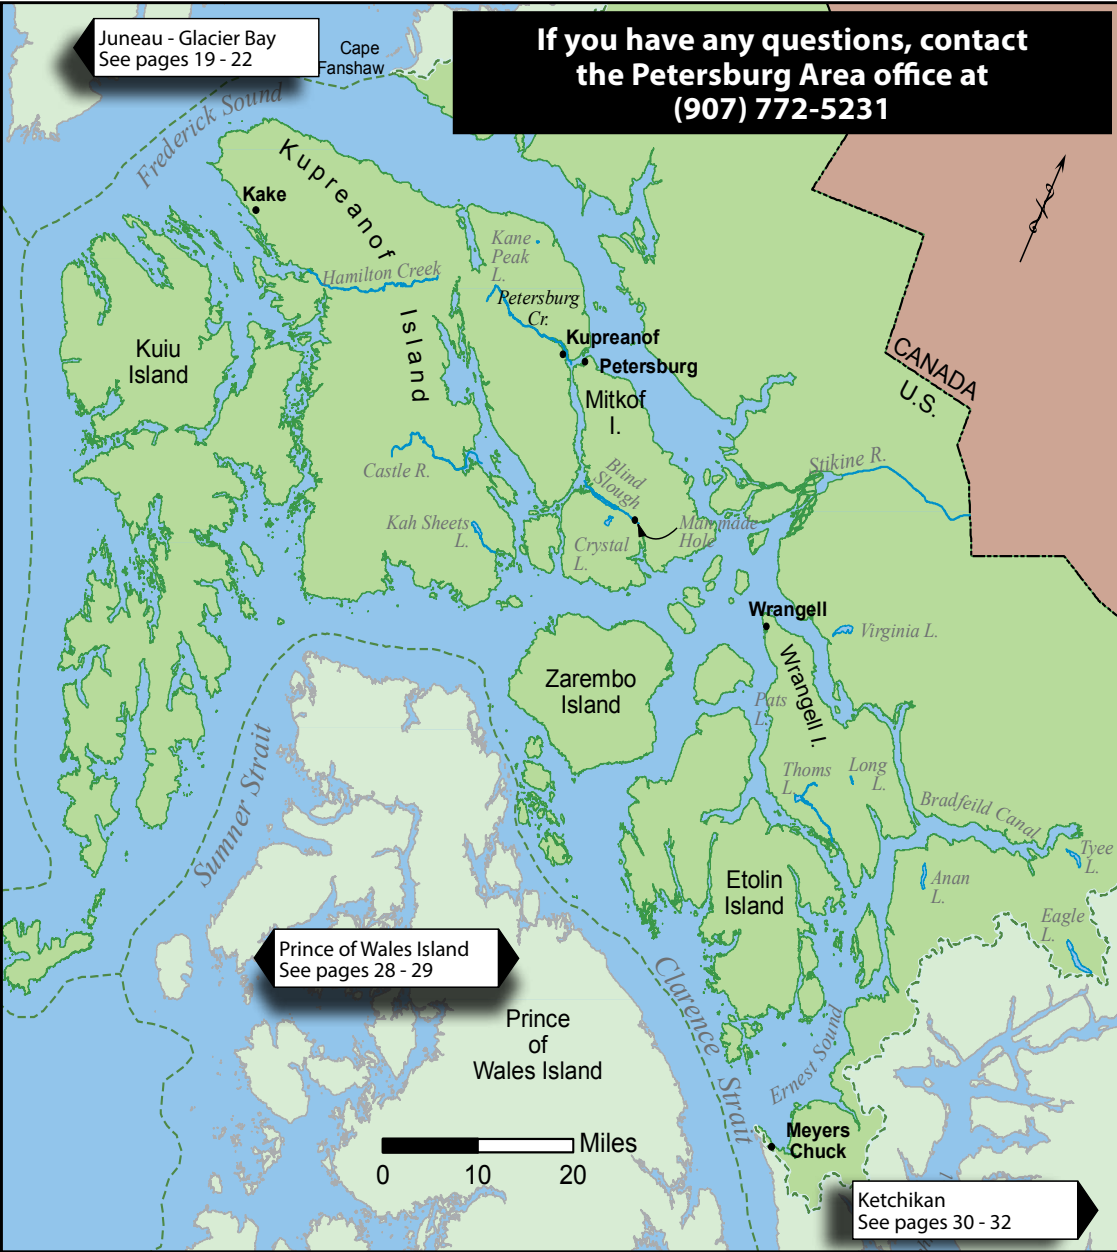 Juneau - Glacier Bay
See pages 19 - 22
Cape
Fanshaw
If you have any questions, contact
the Petersburg Area office at
(907) 772-5231
Frederick Sound
Kupreanof
Island
Kake
Kane
Peak
L.
Hamilton Creek
Petersburg
Cr.
Kupreanof
Petersburg
Kuiu
Island
Mitkof
I.
CANADA
U.S.
Castle R.
Blind
Slough
Stikine R.
Kah Sheets
L.
Crystal
L.
Man made
Hole
Wrangell
Virginia L.
Wrangell I.
Zarembo
Island
Pats
L.
Sumner Strait
Thoms
L.
Long
L.
Bradfeild Canal
Tyee
L.
Anan
L.
Etolin
Island
Eagle
L.
Prince of Wales Island
See pages 28 - 29
Clarence
Strait
Prince
of
Wales Island
Ernest Sound
Meyers
Chuck
Miles
0 10 20
Ketchikan
See pages 30 - 32